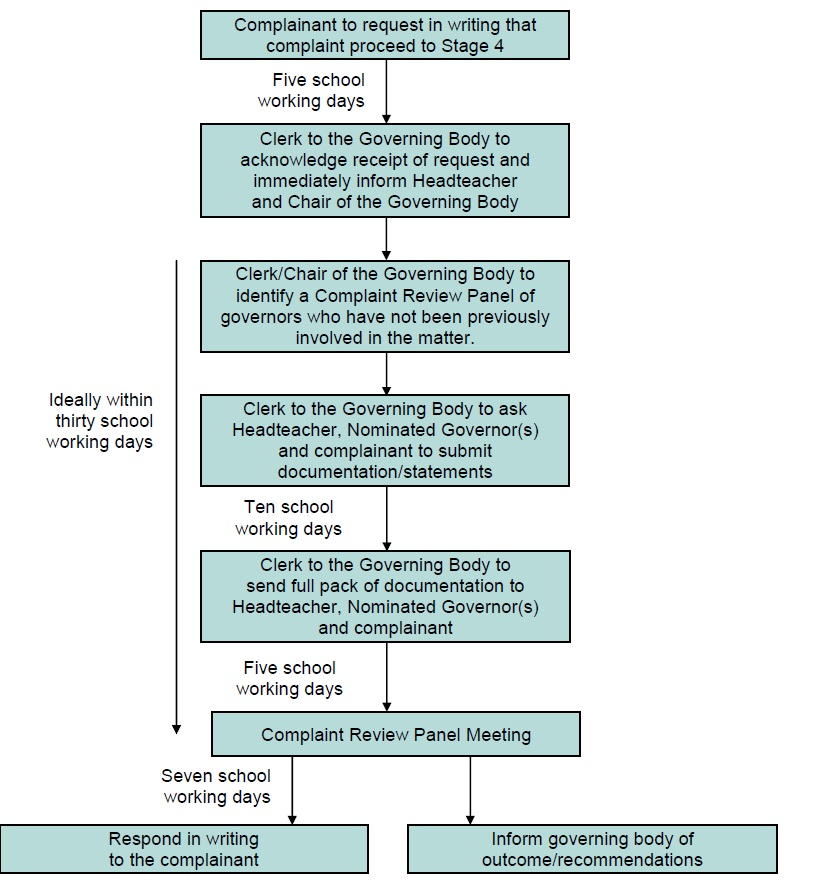 Complainant to request in writing that
complaint proceed to Stage 4
Five school
working days
Clerk to the Governing Body to
acknowledge receipt of request and
immediately inform Headteacher
and Chair of the Governing Body
Clerk/Chair of the Governing Body to
identify a Complaint Review Panel of
governors who have not been previously
involved in the matter.
Ideally within
thirty school
working days
Clerk to the Governing Body to ask
Headteacher, Nominated Governor(s)
and complainant to submit
documentation/statements
Ten school
working days
Clerk to the Governing Body to
send full pack of documentation to
Headteacher, Nominated Governor(s)
and complainant
Five school
working days
Complaint Review Panel Meeting
Seven school
working days
Respond in writing
to the complainant
Inform governing body of
outcome/recommendations